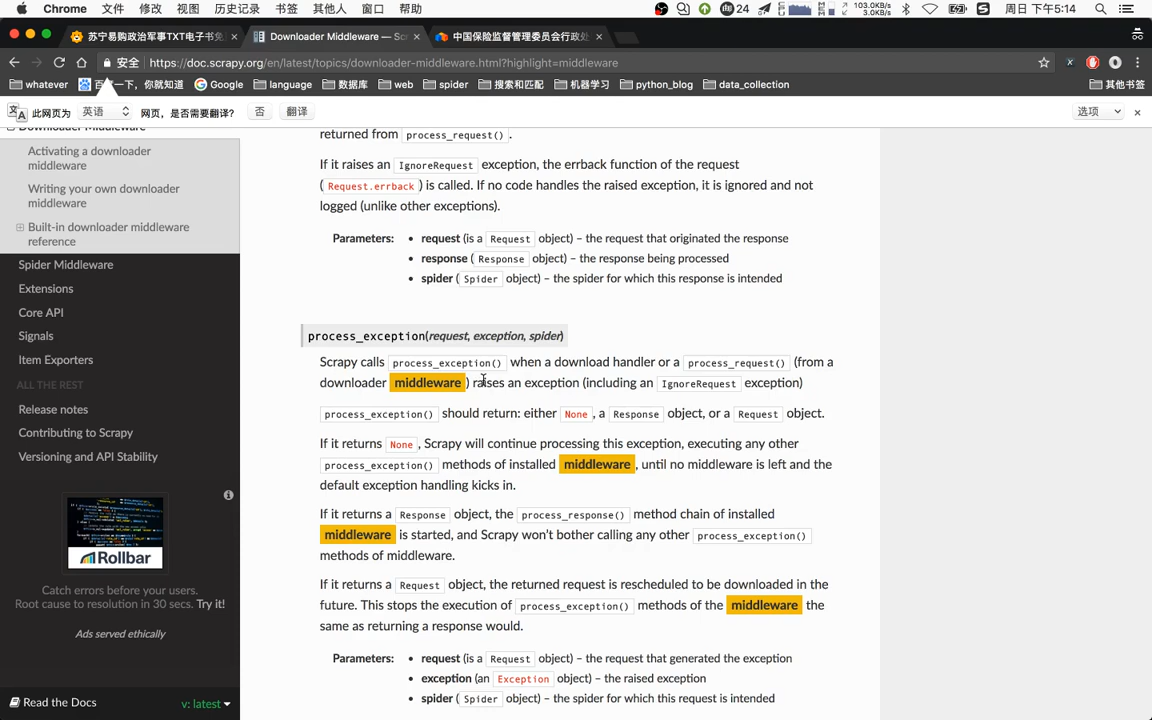 Chrome 文件 修改 视图 历史记录 书签 其他人 窗口 帮助 24 103.0KB/s 3.0KB/s 周日 下午5:14
苏宁易购政治军事TXT电子书免 × Downloader Middleware — Scr × 中国保险监督管理委员会行政处 ×
安全 https://doc.scrapy.org/en/latest/topics/downloader-middleware.html?highlight=middleware
whatever 百度一下，你就知道 Google language 数据库 web spider 搜索和匹配 机器学习 python_blog data_collection 其他书签
此网页为 英语 网页，是否需要翻译？ 否 翻译 选项 ×
Downloader Middleware
Activating a downloader
middleware
Writing your own downloader
middleware
Built-in downloader middleware
reference
Spider Middleware
Extensions
Core API
Signals
Item Exporters
ALL THE REST
Release notes
Contributing to Scrapy
Versioning and API Stability
Rollbar
Catch errors before your users.
Root cause to resolution in 30 secs. Try it!
Ads served ethically
Read the Docs v: latest
returned from process_request().
If it raises an IgnoreRequest exception, the errback function of the request
(Request.errback) is called. If no code handles the raised exception, it is ignored and not
logged (unlike other exceptions).
Parameters: • request (is a Request object) – the request that originated the response
• response (Response object) – the response being processed
• spider (Spider object) – the spider for which this response is intended
process_exception(request, exception, spider)
Scrapy calls process_exception() when a download handler or a process_request() (from a
downloader middleware) raises an exception (including an IgnoreRequest exception)
process_exception() should return: either None, a Response object, or a Request object.
If it returns None, Scrapy will continue processing this exception, executing any other
process_exception() methods of installed middleware, until no middleware is left and the
default exception handling kicks in.
If it returns a Response object, the process_response() method chain of installed
middleware is started, and Scrapy won't bother calling any other process_exception()
methods of middleware.
If it returns a Request object, the returned request is rescheduled to be downloaded in the
future. This stops the execution of process_exception() methods of the middleware the
same as returning a response would.
Parameters: • request (is a Request object) – the request that generated the exception
• exception (an Exception object) – the raised exception
• spider (Spider object) – the spider for which this request is intended